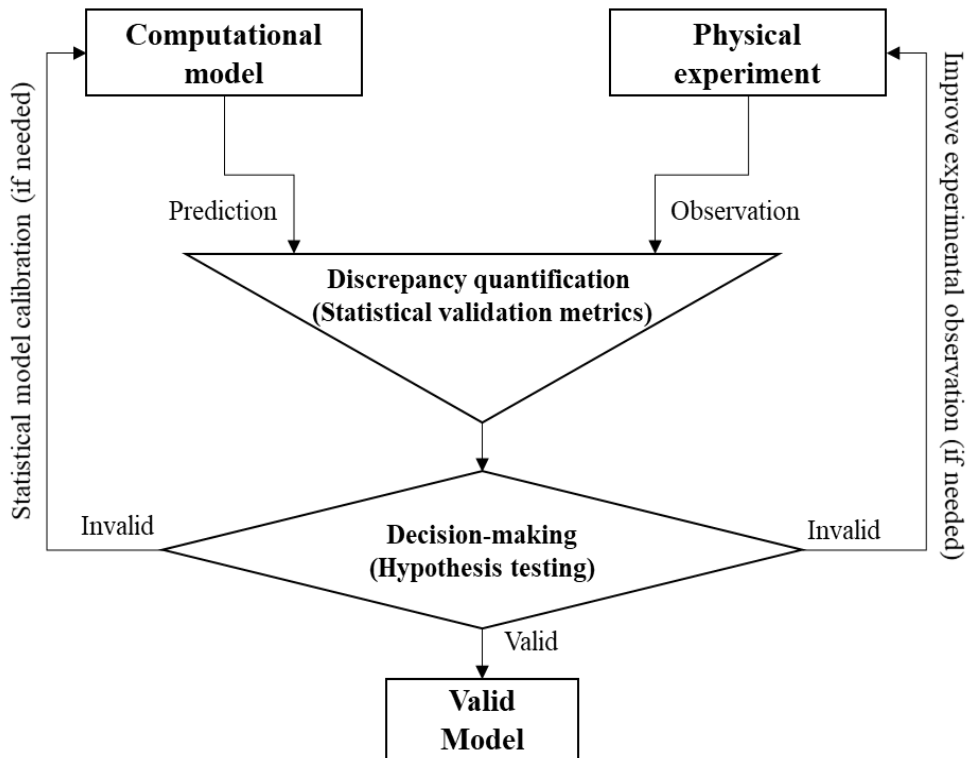 Computational
model
Physical
experiment
Statistical model calibration (if needed)
Improve experimental observation (if needed)
Prediction
Observation
Discrepancy quantification
(Statistical validation metrics)
Invalid
Decision-making
(Hypothesis testing)
Invalid
Valid
Valid
Model